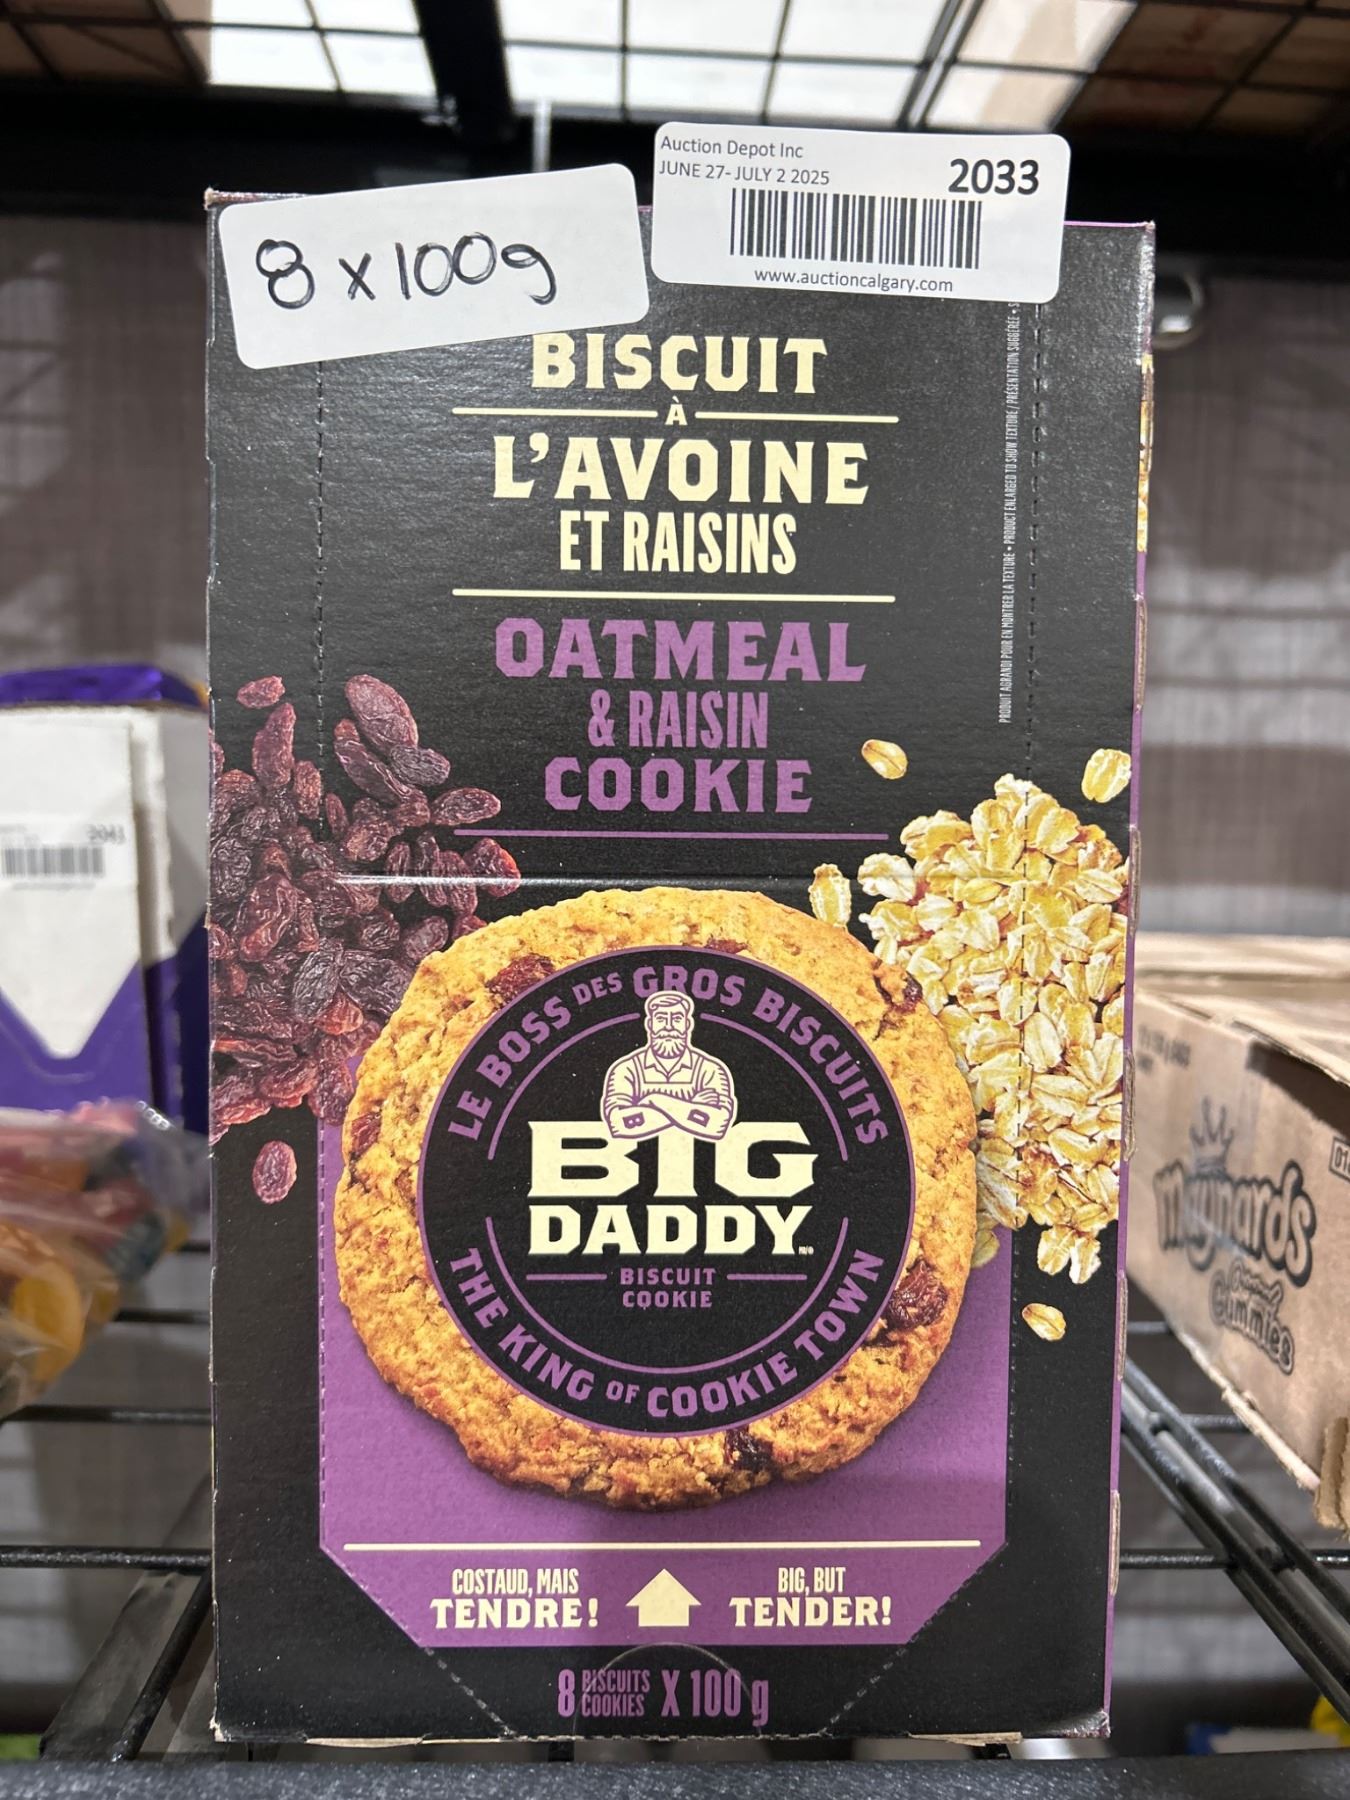 Auction Depot Inc
JUNE 27- JULY 2 2025
2033
www.auctioncalgary.com
8 x 100g
BISCUIT
À
L'AVOINE
ET RAISINS
OATMEAL
& RAISIN
COOKIE
PRODUIT AGRANDI POUR EN MONTRER LA TEXTURE • PRODUCT ENLARGED TO SHOW TEXTURE / PRÉSENTATION SUGGÉRÉE • S
LE BOSS DES GROS BISCUITS
B D
BIG
DADDY
BISCUIT
COOKIE
THE KING OF COOKIE TOWN
COSTAUD, MAIS
TENDRE!
BIG, BUT
TENDER!
8 BISCUITS COOKIES X 100 g
maynards
Gummies